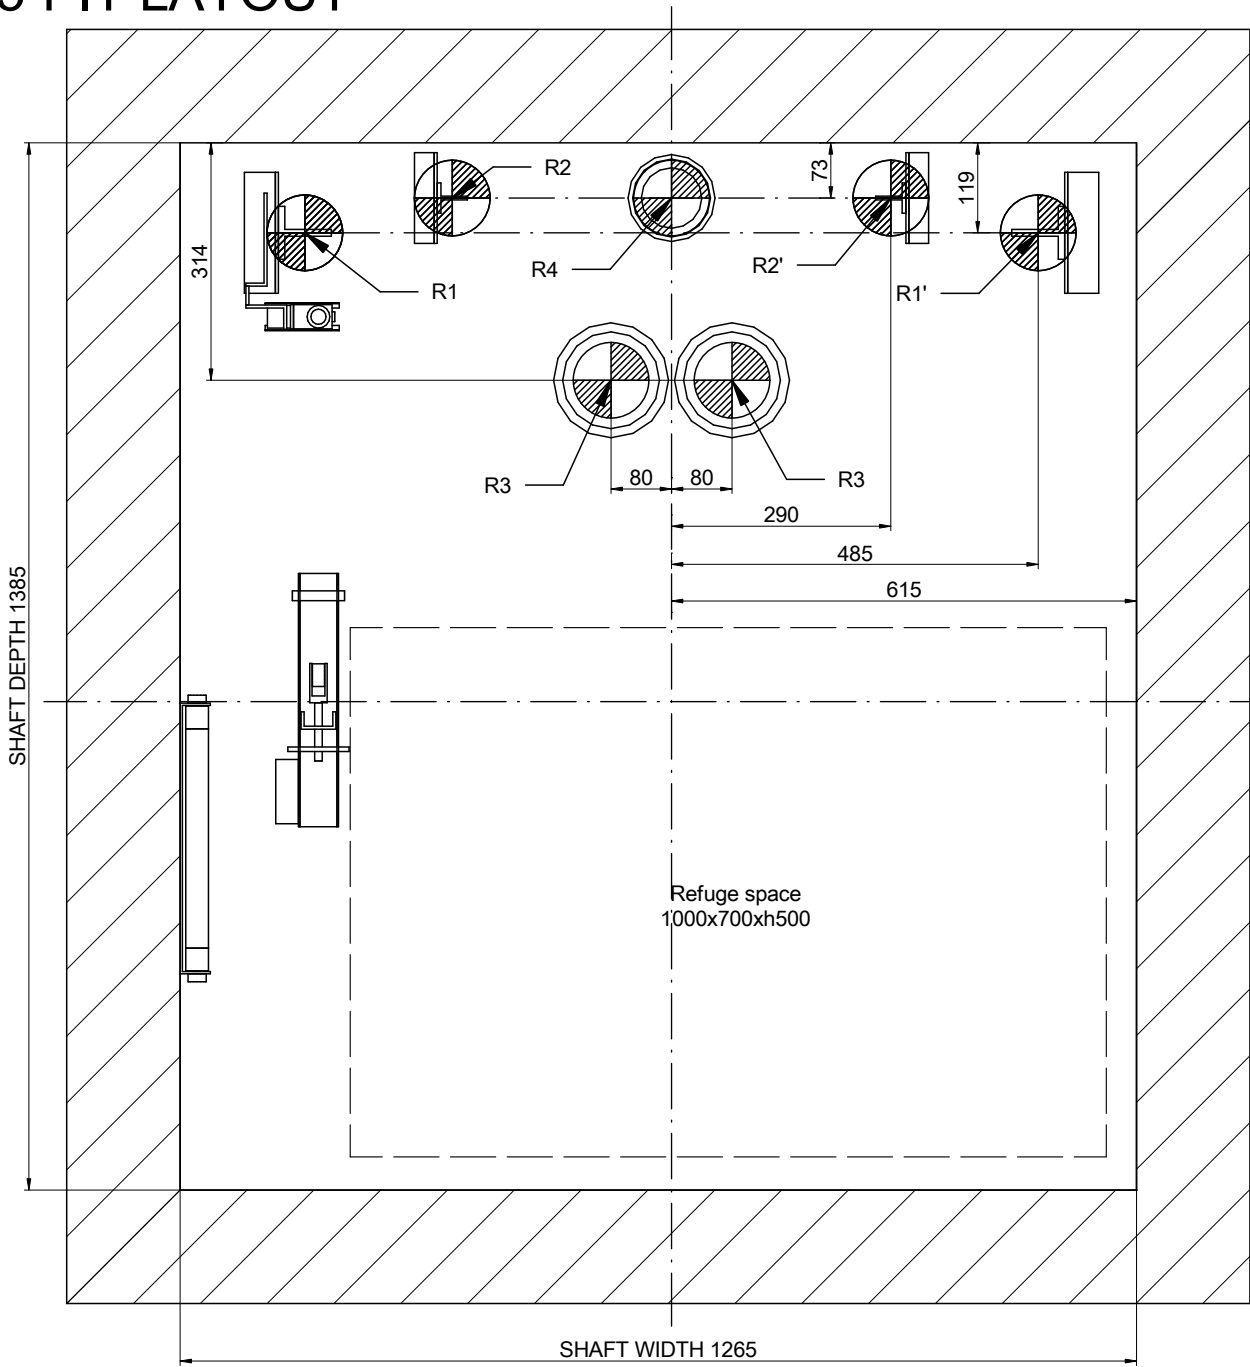 PIT LAYOUT
R2
73
119
314
R4
R2'
R1
R1'
R3
80
80
R3
290
485
615
SHAFT DEPTH 1385
Refuge space
1000x700xh500
SHAFT WIDTH 1265